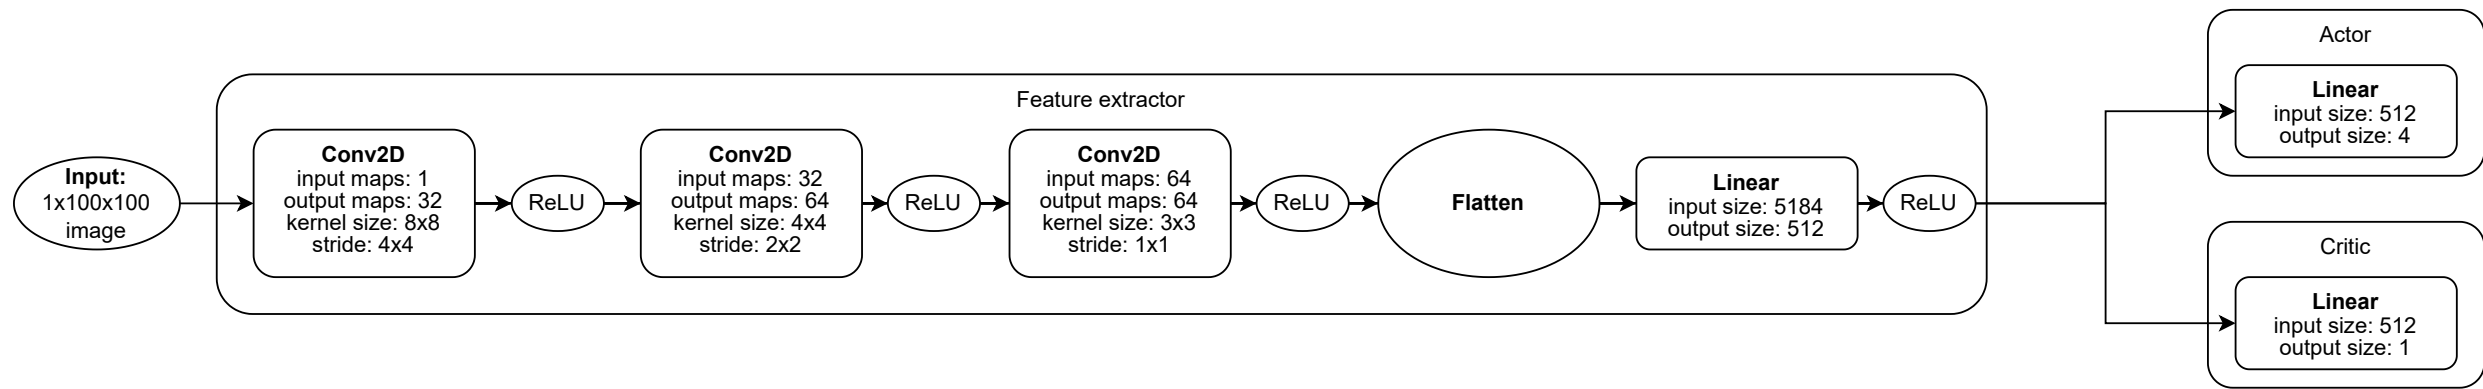 Input:
1x100x100
image
Feature extractor
Conv2D
input maps: 1
output maps: 32
kernel size: 8x8
stride: 4x4
ReLU
Conv2D
input maps: 32
output maps: 64
kernel size: 4x4
stride: 2x2
ReLU
Conv2D
input maps: 64
output maps: 64
kernel size: 3x3
stride: 1x1
ReLU
Flatten
Linear
input size: 5184
output size: 512
ReLU
Actor
Linear
input size: 512
output size: 4
Critic
Linear
input size: 512
output size: 1